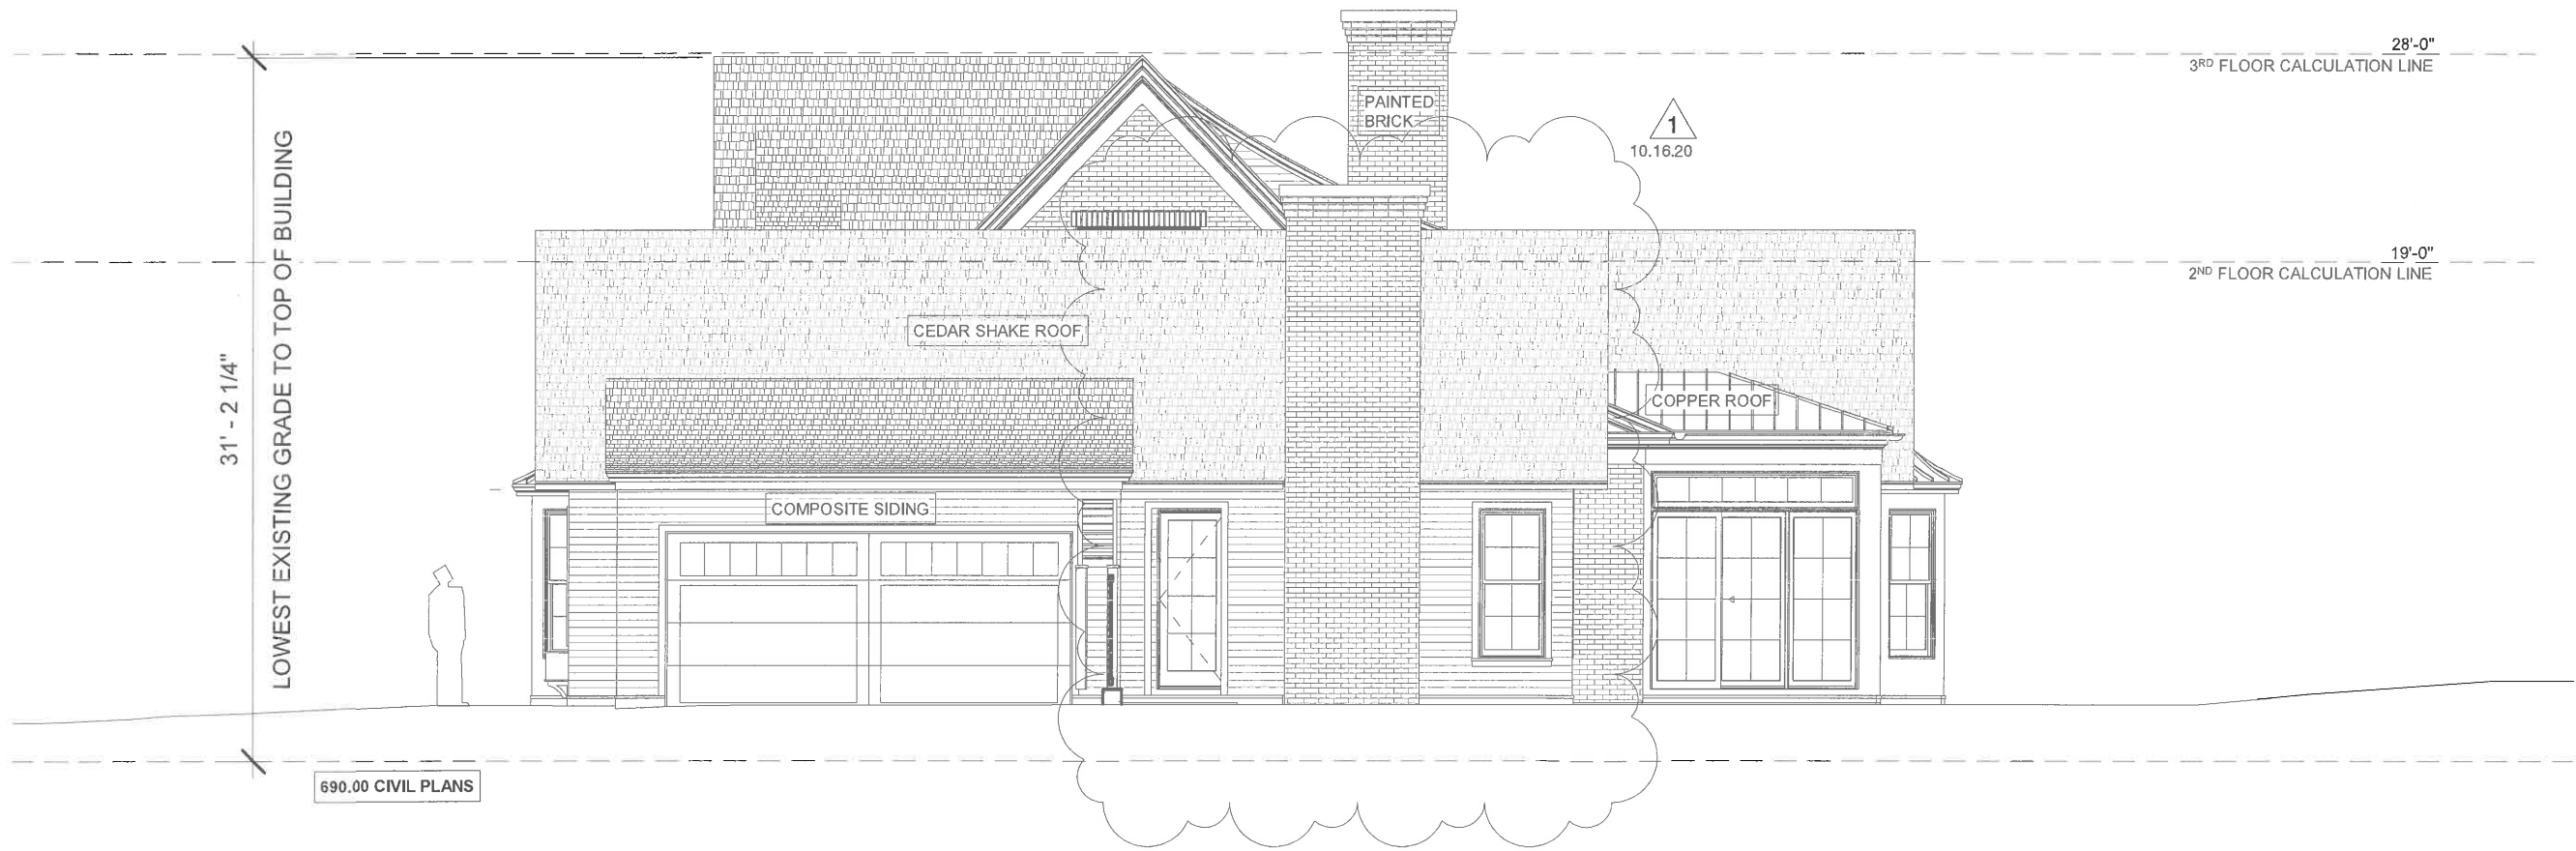 28'-0"
3RD FLOOR CALCULATION LINE
PAINTED
BRICK
1
10.16.20
19'-0"
2ND FLOOR CALCULATION LINE
31' - 2 1/4"
LOWEST EXISTING GRADE TO TOP OF BUILDING
CEDAR SHAKE ROOF
COPPER ROOF
COMPOSITE SIDING
690.00 CIVIL PLANS